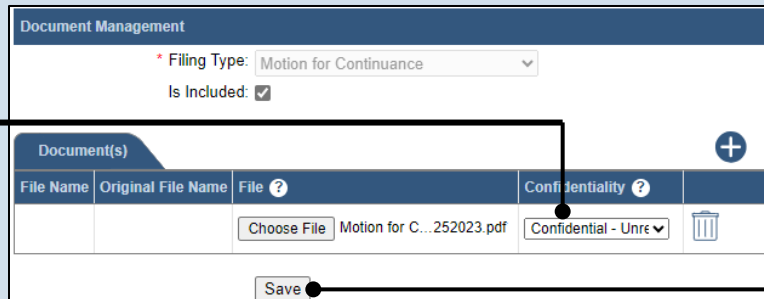 Document Management
* Filing Type: Motion for Continuance
Is Included:
Document(s)
File Name Original File Name File ? Confidentiality ?
Choose File Motion for C...252023.pdf Confidential - Unre
Save